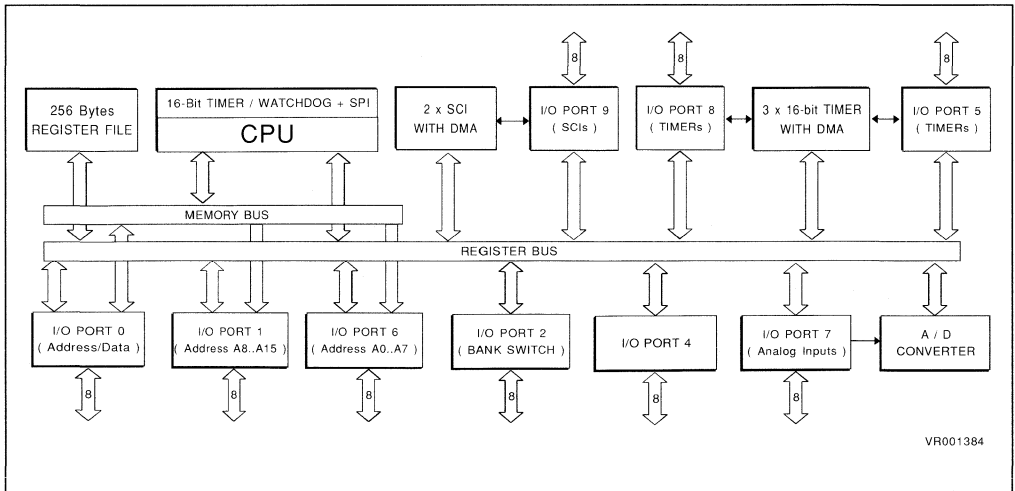 8
8
8
256 Bytes
REGISTER FILE
16-Bit TIMER / WATCHDOG + SPI
CPU
2 x SCI
WITH DMA
I/O PORT 9
( SCIs )
I/O PORT 8
( TIMERs )
3 x 16-bit TIMER
WITH DMA
I/O PORT 5
( TIMERs )
MEMORY BUS
REGISTER BUS
I/O PORT 0
( Address/Data )
I/O PORT 1
( Address A8..A15 )
I/O PORT 6
( Address A0..A7 )
I/O PORT 2
( BANK SWITCH )
I/O PORT 4
I/O PORT 7
( Analog Inputs )
A / D
CONVERTER
8
8
8
8
8
8
VR001384